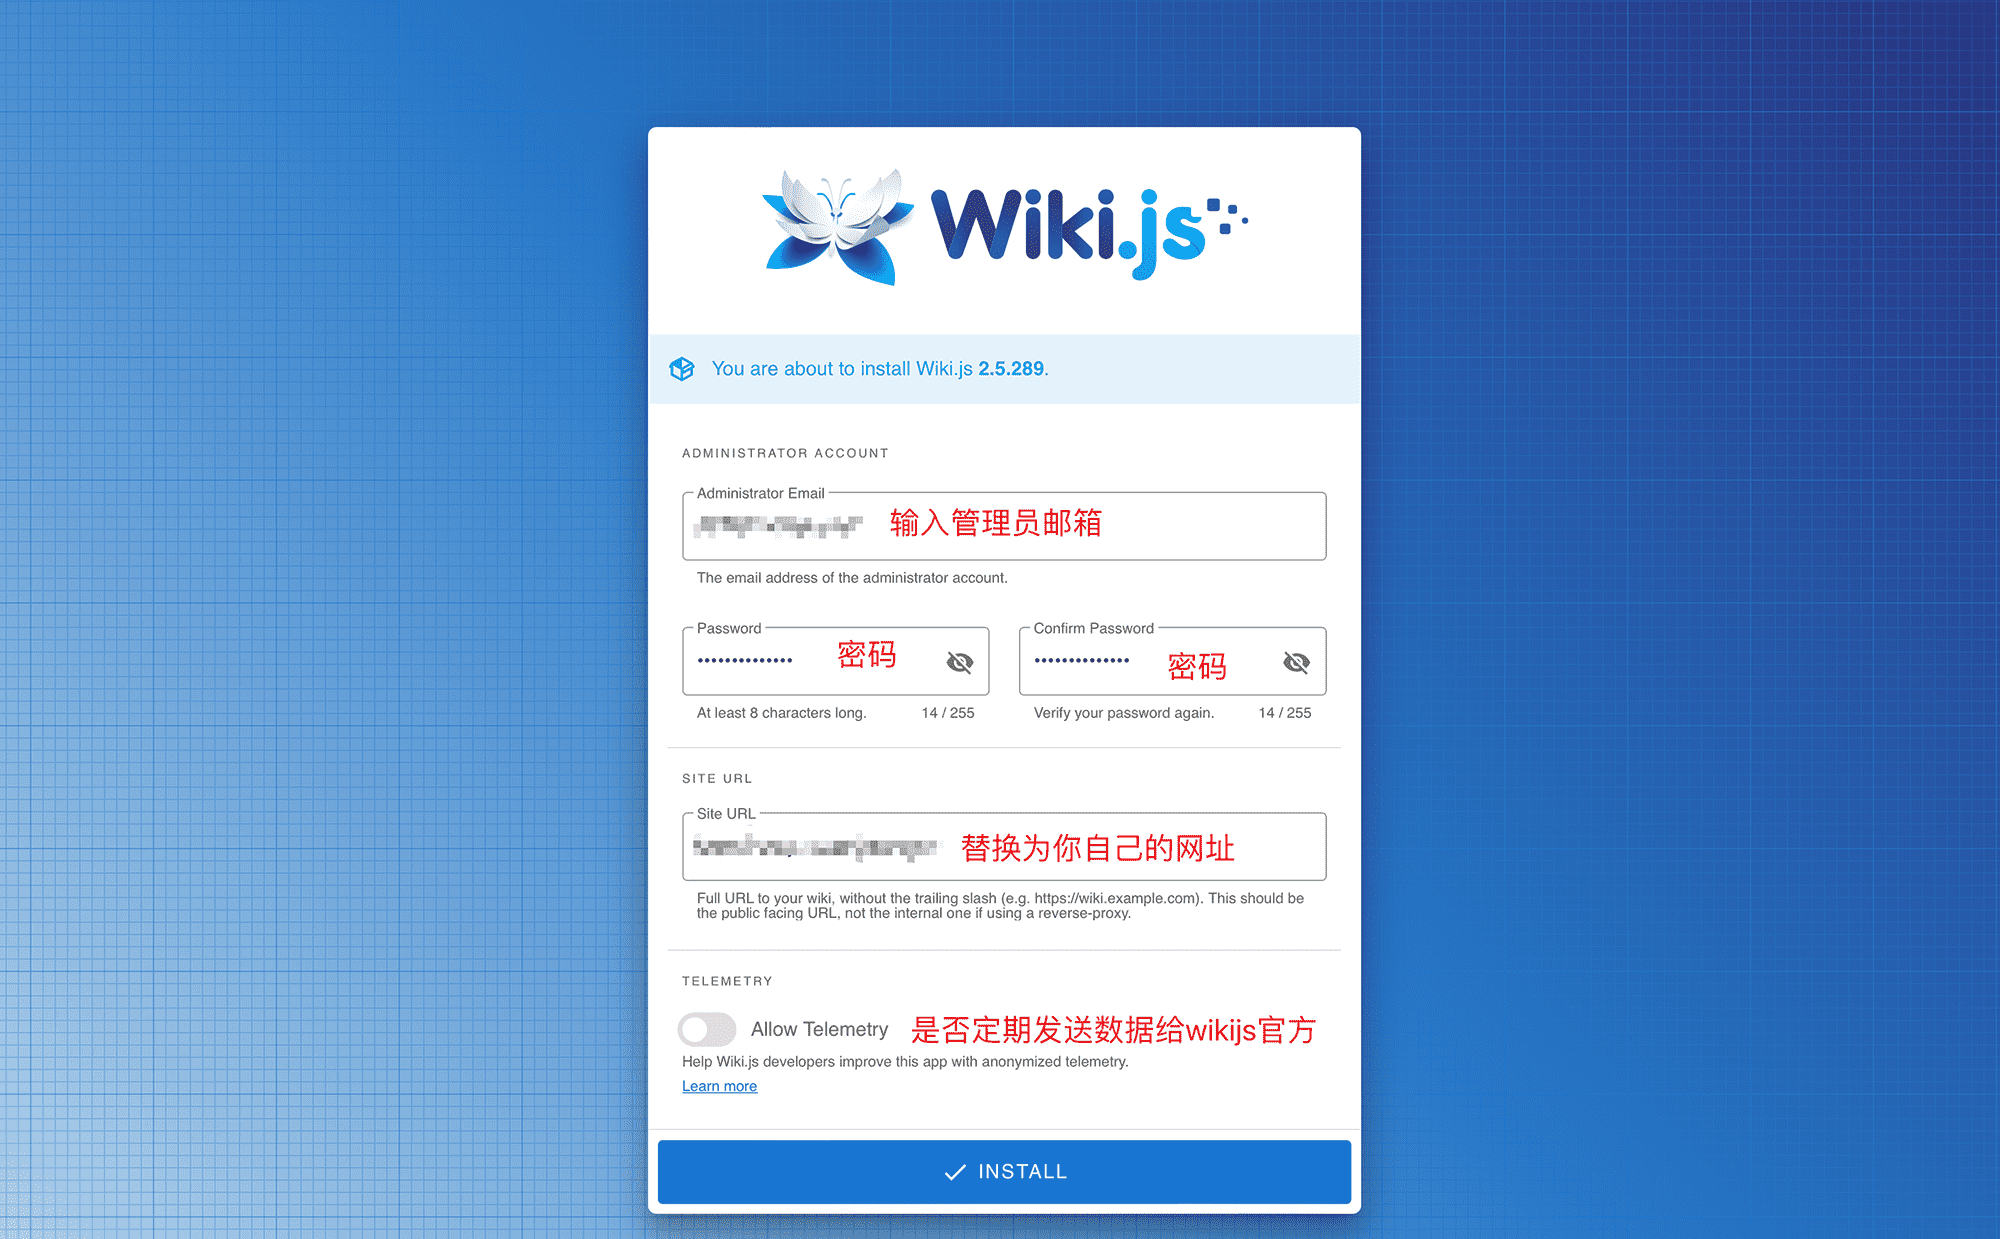 Wiki.js
You are about to install Wiki.js 2.5.289.
ADMINISTRATOR ACCOUNT
Administrator Email
输入管理员邮箱
The email address of the administrator account.
Password
密码
At least 8 characters long.
14 / 255
Confirm Password
密码
Verify your password again.
14 / 255
SITE URL
Site URL
替换为你自己的网址
Full URL to your wiki, without the trailing slash (e.g. https://wiki.example.com). This should be
the public facing URL, not the internal one if using a reverse-proxy.
TELEMETRY
Allow Telemetry
是否定期发送数据给wikijs官方
Help Wiki.js developers improve this app with anonymized telemetry.
Learn more
INSTALL